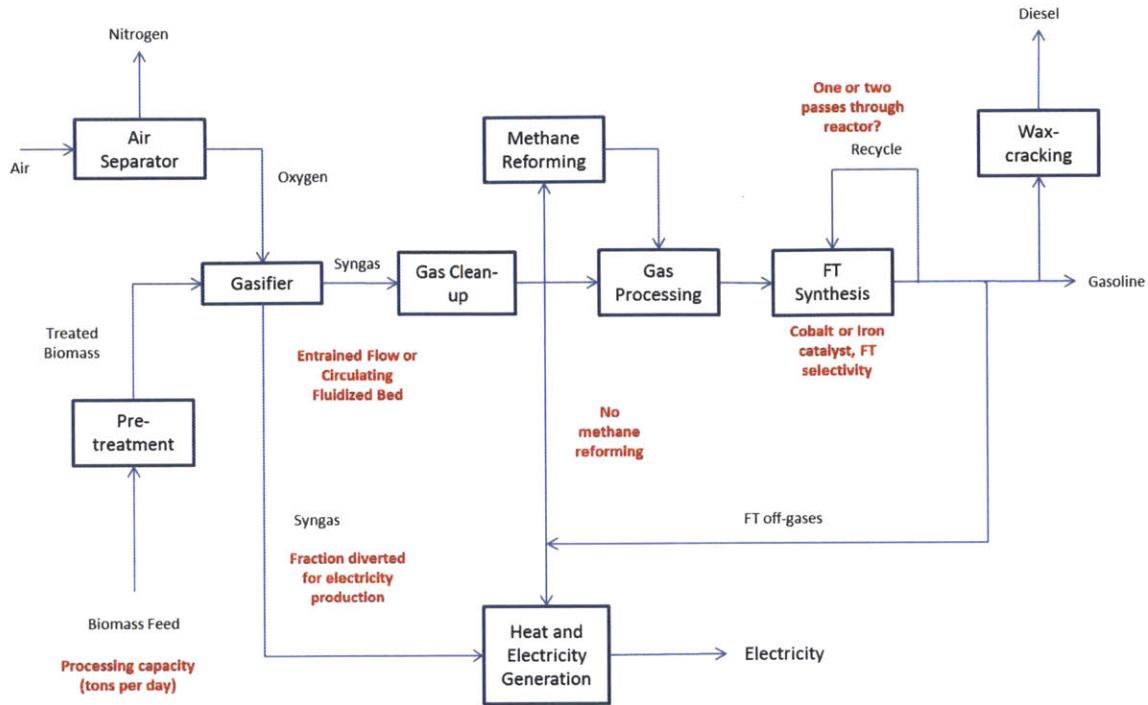 Nitrogen
Diesel
Air
Separator
Air
Oxygen
One or two
passes through
reactor?
Recycle
Methane
Reforming
Wax-
cracking
Gasifier
Syngas
Gas Clean-
up
Gas
Processing
FT
Synthesis
Gasoline
Treated
Biomass
Entrained Flow or
Circulating
Fluidized Bed
Cobalt or Iron
catalyst, FT
selectivity
Pre-
treatment
No
methane
reforming
Syngas
Fraction diverted
for electricity
production
FT off-gases
Biomass Feed
Processing capacity
(tons per day)
Heat and
Electricity
Generation
Electricity